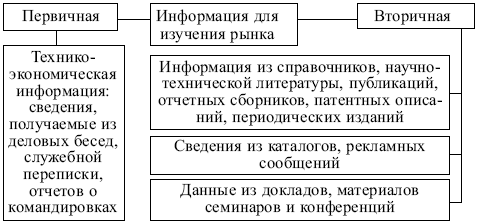 Первичная
Информация для
изучения рынка
Вторичная
Технико-
экономическая
информация:
сведения,
получаемые из
деловых бесед,
служебной
переписки,
отчетов о
командировках
Информация из справочников, научно-
технической литературы, публикаций,
отчетных сборников, патентных описа-
ний, периодических изданий
Сведения из каталогов, рекламных
сообщений
Данные из докладов, материалов
семинаров и конференций